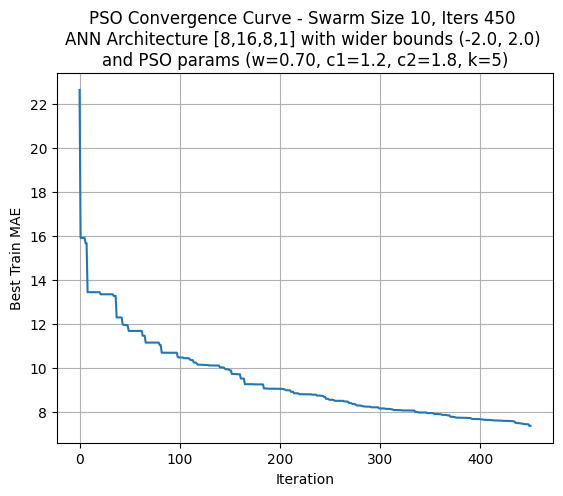 PSO Convergence Curve - Swarm Size 10, Iters 450
ANN Architecture [8,16,8,1] with wider bounds (-2.0, 2.0)
and PSO params (w=0.70, c1=1.2, c2=1.8, k=5)
22
20
18
16
14
12
10
8
Best Train MAE
0
100
200
300
400
Iteration